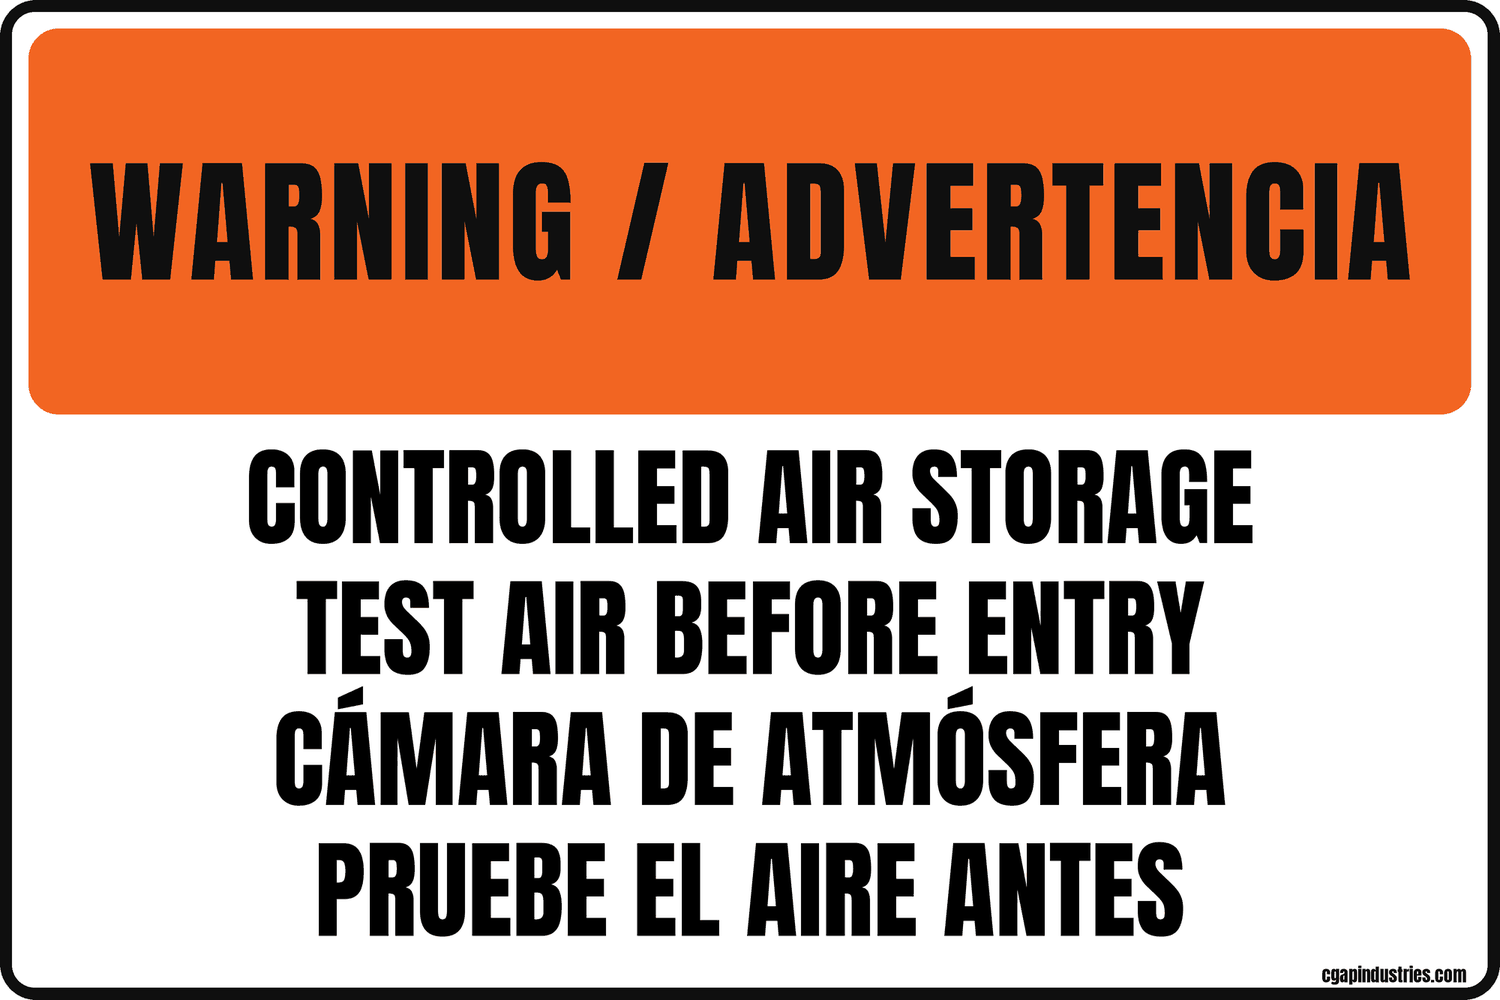 WARNING / ADVERTENCIA
CONTROLLED AIR STORAGE
TEST AIR BEFORE ENTRY
CÁMARA DE ATMÓSFERA
PRUEBE EL AIRE ANTES
cgapindustries.com